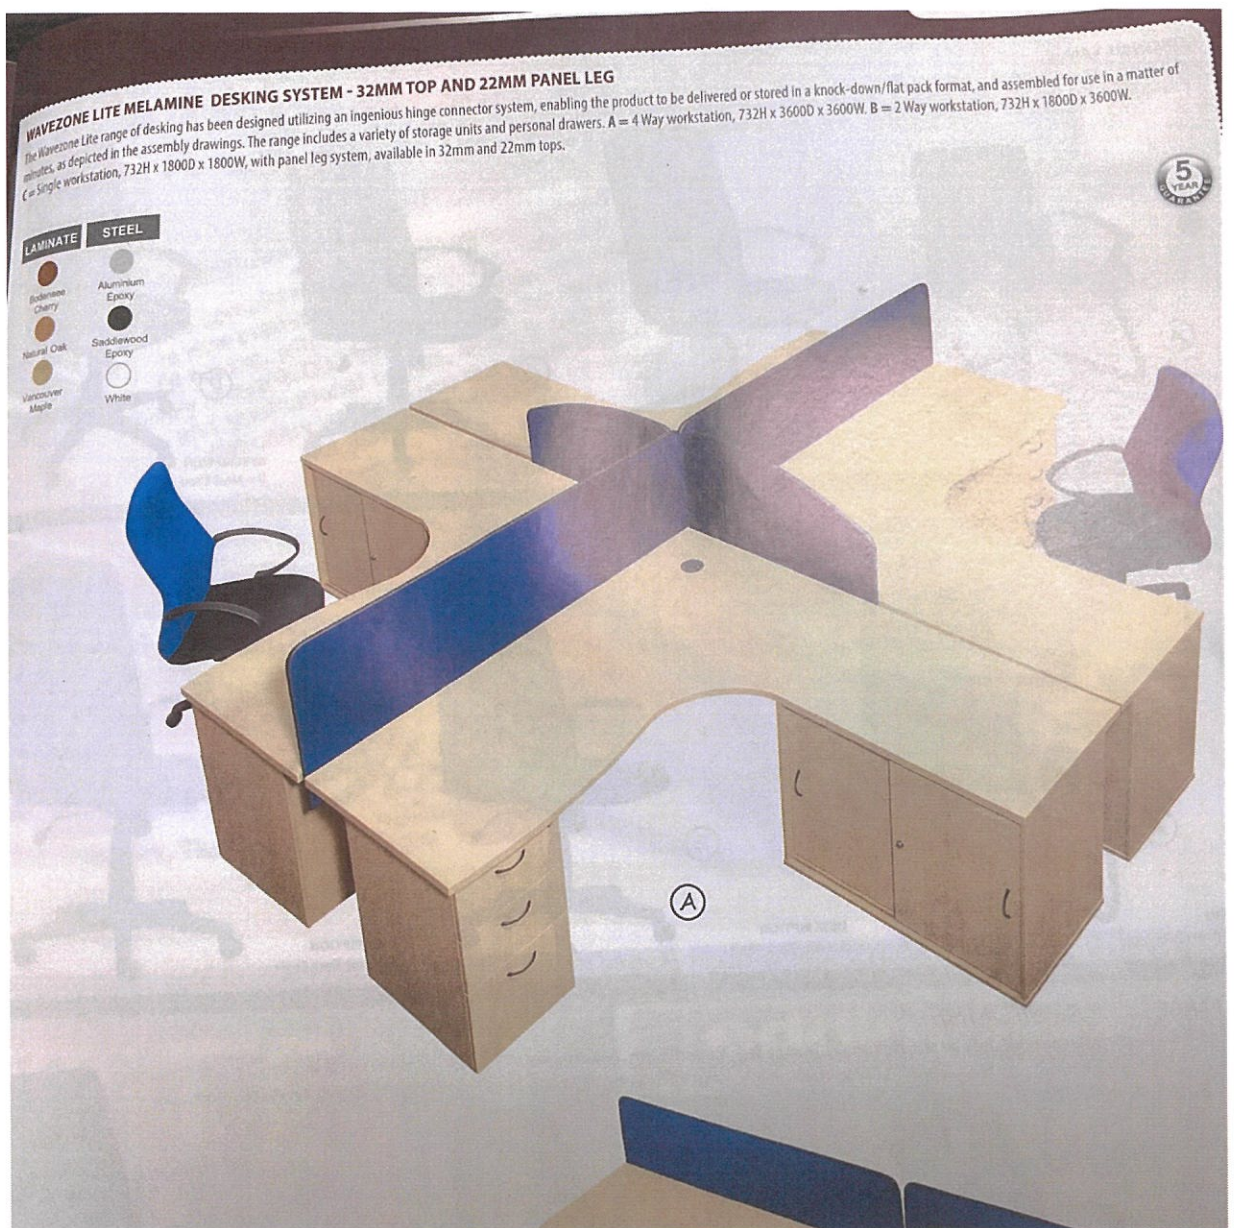 WAVEZONE LITE MELAMINE DESKING SYSTEM - 32MM TOP AND 22MM PANEL LEG
The Wavezone Lite range of desking has been designed utilizing an ingenious hinge connector system, enabling the product to be delivered or stored in a knock-down/flat pack format, and assembled for use in a matter of
minutes, as depicted in the assembly drawings. The range includes a variety of storage units and personal drawers. A = 4 Way workstation, 732H x 3600D x 3600W. B = 2 Way workstation, 732H x 1800D x 3600W.
C = Single workstation, 732H x 1800D x 1800W, with panel leg system, available in 32mm and 22mm tops.
5
YEAR
GUARANTEE
LAMINATE STEEL
Bodensee
Cherry
Aluminium
Epoxy
Natural Oak
Saddlewood
Epoxy
Vancouver
Maple
White
A